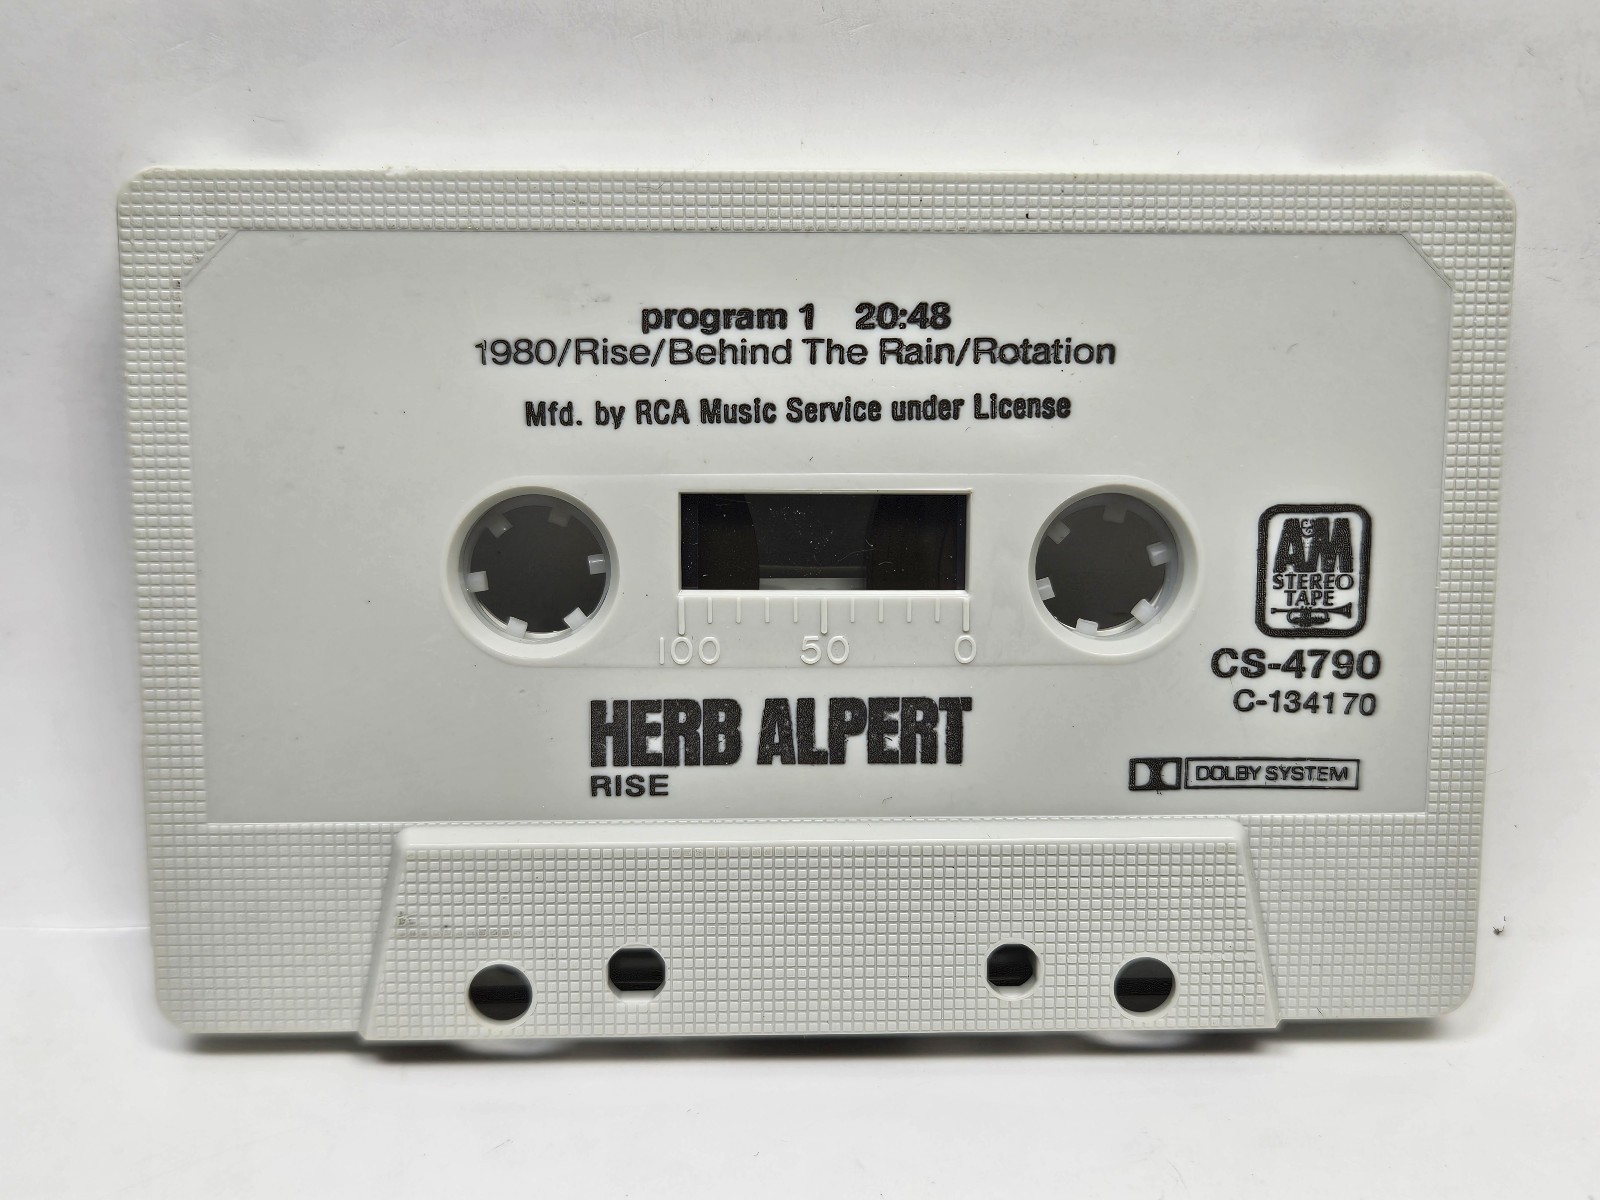 program 1 20:48
1980/Rise/Behind The Rain/Rotation
Mfd. by RCA Music Service under License
100 50 0
A&M
STEREO
TAPE
CS-4790
C-134170
HERB ALPERT
RISE
DOLBY SYSTEM